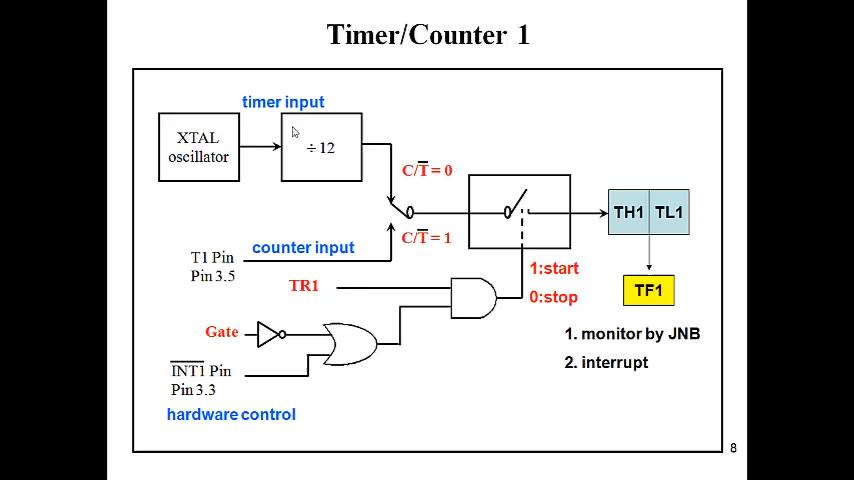 Timer/Counter 1
timer input
XTAL
oscillator
÷ 12
C/T̅ = 0
TH1 TL1
C/T̅ = 1
counter input
T1 Pin
Pin 3.5
1:start
TR1
0:stop
TF1
Gate
1. monitor by JNB
2. interrupt
I̅N̅T̅1̅ Pin
Pin 3.3
hardware control
8